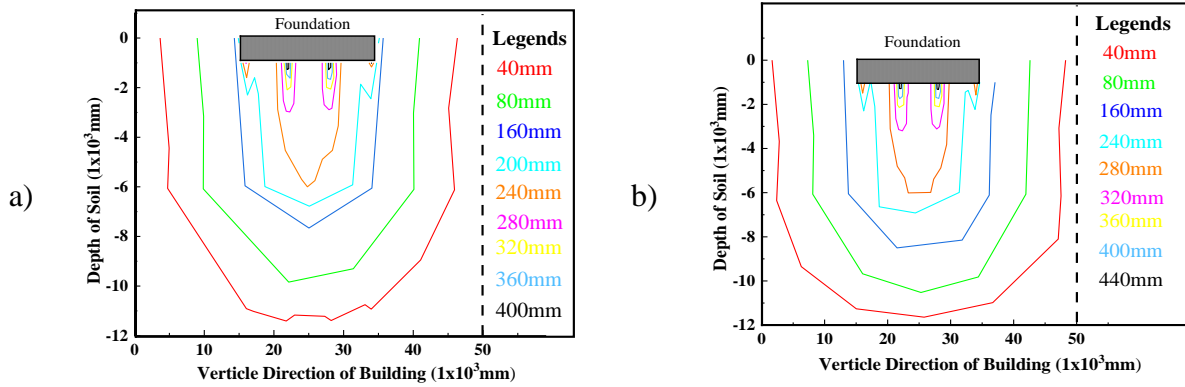 a)
Foundation
Depth of Soil (1x10³mm)
0
-2
-4
-6
-8
-10
-12
0 10 20 30 40 50
Verticle Direction of Building (1x10³mm)
Legends
40mm
80mm
160mm
200mm
240mm
280mm
320mm
360mm
400mm
b)
Foundation
Depth of Soil (1x10³mm)
0
-2
-4
-6
-8
-10
-12
0 10 20 30 40 50
Verticle Direction of Building (1x10³mm)
Legends
40mm
80mm
160mm
240mm
280mm
320mm
360mm
400mm
440mm